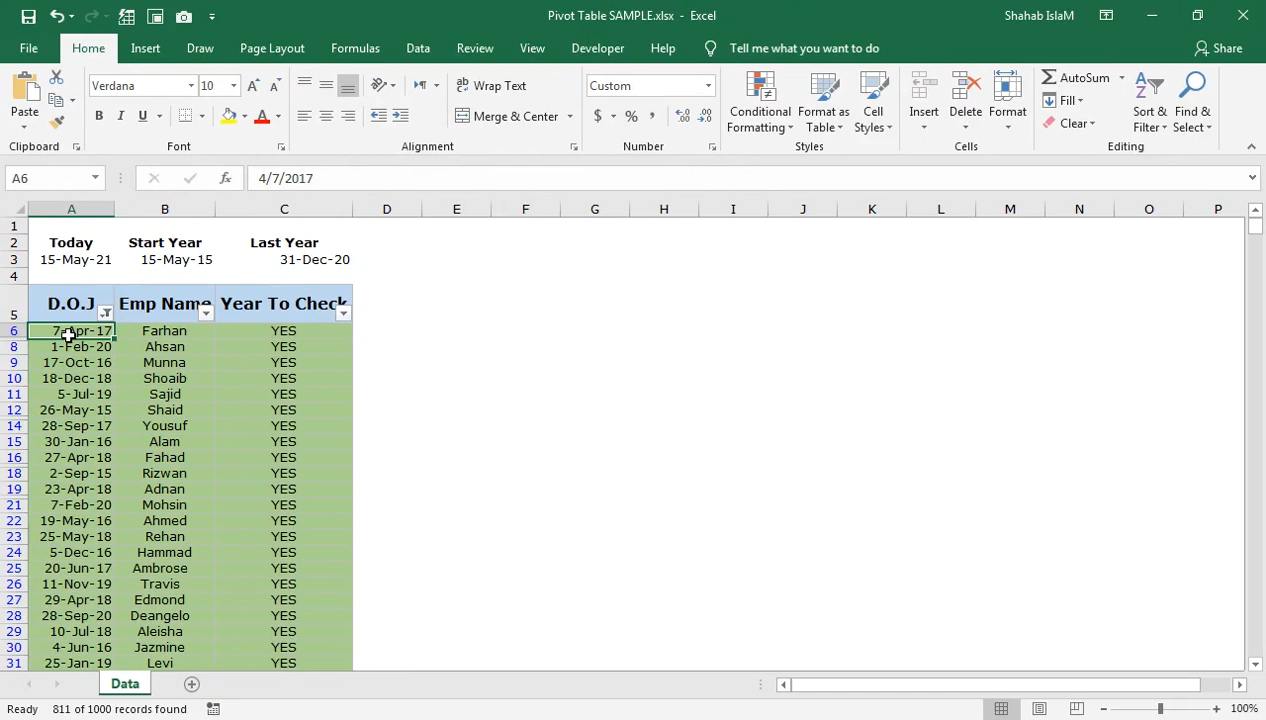 Pivot Table SAMPLE.xlsx - Excel
Shahab IslaM
File Home Insert Draw Page Layout Formulas Data Review View Developer Help Tell me what you want to do Share
Paste
Clipboard
Verdana 10
B I U A
Font
Wrap Text
Merge & Center
Alignment
Custom
$ % ,
Number
Conditional Formatting
Format as Table
Cell Styles
Styles
Insert
Delete
Format
Cells
AutoSum
Fill
Clear
Sort & Filter
Find & Select
Editing
A6 fx 4/7/2017
A B C D E F G H I J K L M N O P
1
2 Today Start Year Last Year
3 15-May-21 15-May-15 31-Dec-20
4
5 D.O.J Emp Name Year To Check
6 7-Apr-17 Farhan YES
8 1-Feb-20 Ahsan YES
9 17-Oct-16 Munna YES
10 18-Dec-18 Shoaib YES
11 5-Jul-19 Sajid YES
12 26-May-15 Shaid YES
14 28-Sep-17 Yousuf YES
15 30-Jan-16 Alam YES
16 27-Apr-18 Fahad YES
18 2-Sep-15 Rizwan YES
19 23-Apr-18 Adnan YES
21 7-Feb-20 Mohsin YES
22 19-May-16 Ahmed YES
23 25-May-18 Rehan YES
24 5-Dec-16 Hammad YES
25 20-Jun-17 Ambrose YES
26 11-Nov-19 Travis YES
27 29-Apr-18 Edmond YES
28 28-Sep-20 Deangelo YES
29 10-Jul-18 Aleisha YES
30 4-Jun-16 Jazmine YES
31 25-Jan-19 Levi YES
Data
Ready 811 of 1000 records found 100%